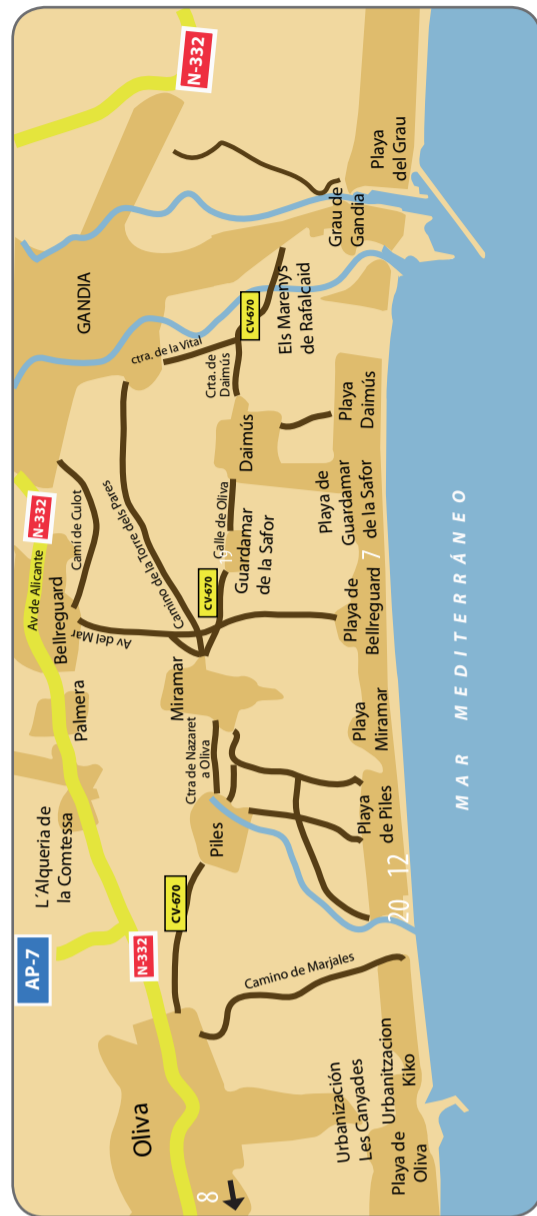 N-332
Playa
del Grau
Grau de
Gandia
GANDIA
ctra. de la Vital
CV-670
Els Marenys
de Rafalcaid
Crta. de
Daimús
Daimús
Playa
Daimús
N-332
Camí de Culot
Camino de la Torre dels Pares
Calle de Oliva
19
Guardamar
de la Safor
Playa de
Guardamar
de la Safor
7
Av de Alicante
Bellreguard
Av del Mar
CV-670
Playa de
Bellreguard
MAR MEDITERRÁNEO
Palmera
Miramar
Playa
Miramar
Ctra de Nazaret
a Oliva
L´Alqueria de
la Comtessa
Piles
Playa
de Piles
12
20
AP-7
N-332
CV-670
Camino de Marjales
Oliva
Urbanización
Les Canyades
Urbanitzacion
Kiko
Playa de
Oliva
8